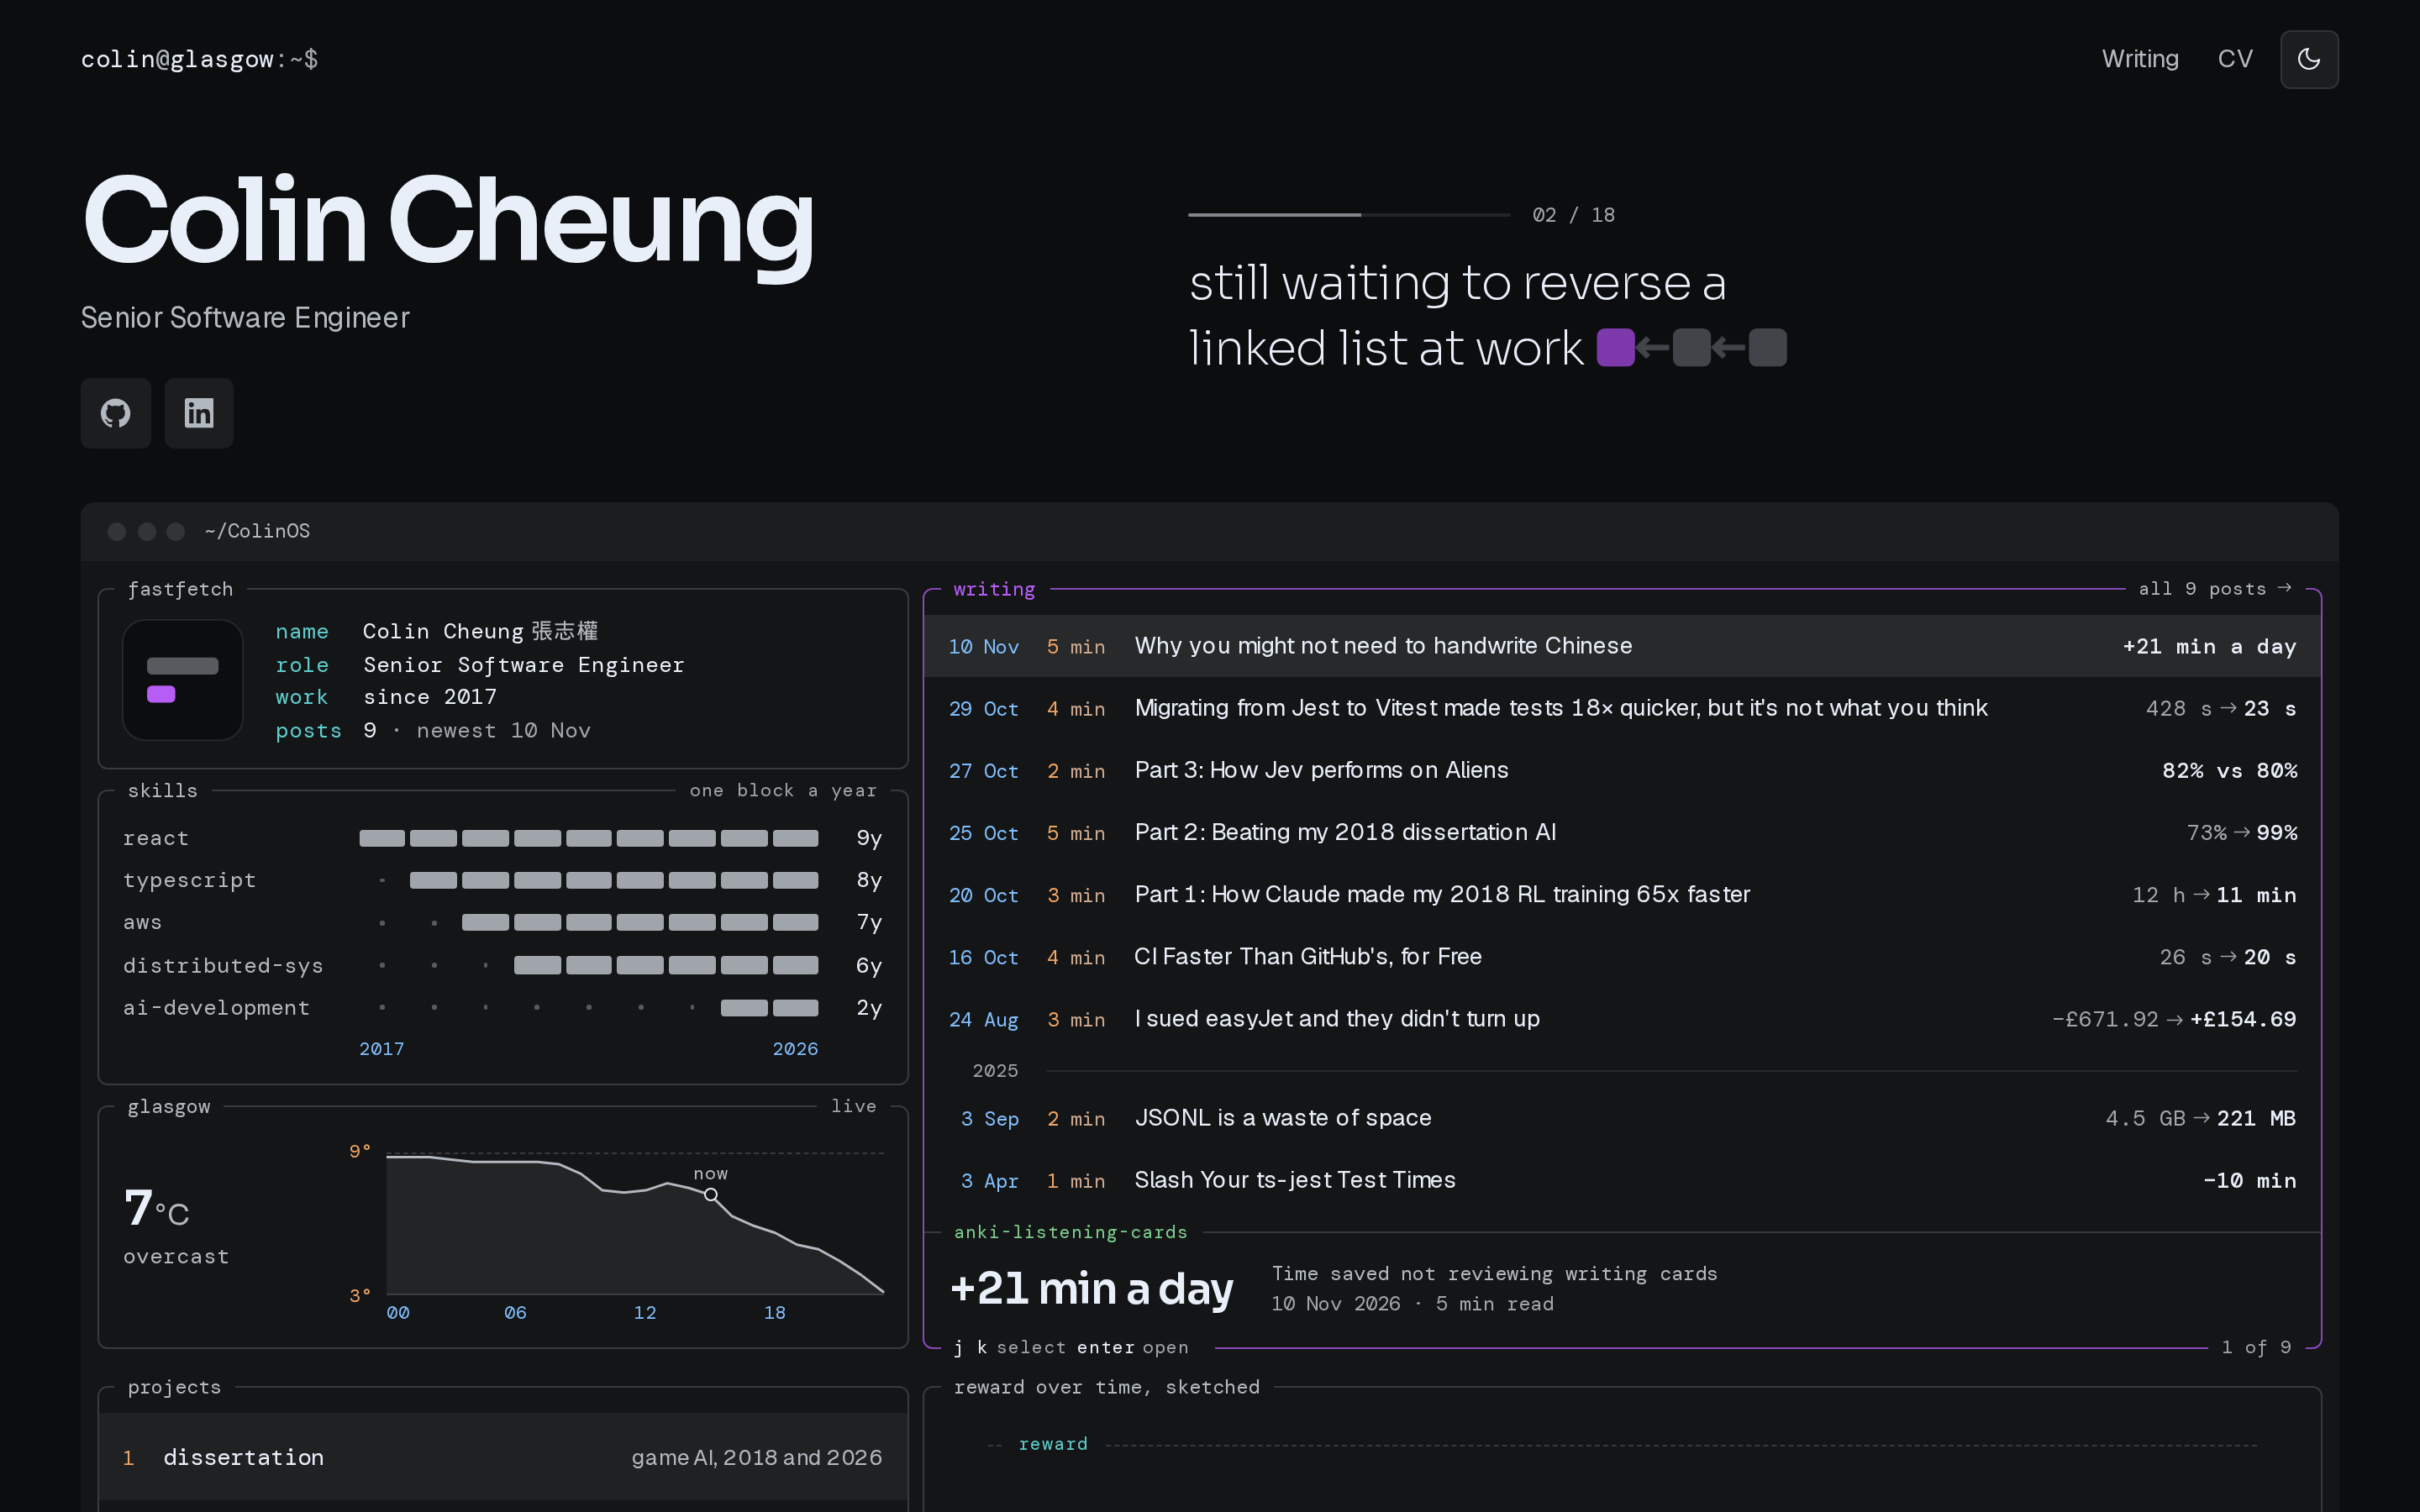 colin@glasgow:~$
Writing CV
Colin Cheung
Senior Software Engineer
02 / 18
still waiting to reverse a
linked list at work
~/ColinOS
fastfetch
name Colin Cheung 張志權
role Senior Software Engineer
work since 2017
posts 9 · newest 10 Nov
skills one block a year
react 9y
typescript 8y
aws 7y
distributed-sys 6y
ai-development 2y
2017 2026
glasgow live
9°
now
7°C
overcast
3°
00 06 12 18
writing all 9 posts →
10 Nov 5 min Why you might not need to handwrite Chinese +21 min a day
29 Oct 4 min Migrating from Jest to Vitest made tests 18× quicker, but it's not what you think 428 s → 23 s
27 Oct 2 min Part 3: How Jev performs on Aliens 82% vs 80%
25 Oct 5 min Part 2: Beating my 2018 dissertation AI 73% → 99%
20 Oct 3 min Part 1: How Claude made my 2018 RL training 65x faster 12 h → 11 min
16 Oct 4 min CI Faster Than GitHub's, for Free 26 s → 20 s
24 Aug 3 min I sued easyJet and they didn't turn up −£671.92 → +£154.69
2025
3 Sep 2 min JSONL is a waste of space 4.5 GB → 221 MB
3 Apr 1 min Slash Your ts-jest Test Times −10 min
anki-listening-cards
+21 min a day
Time saved not reviewing writing cards
10 Nov 2026 · 5 min read
j k select enter open 1 of 9
projects
1 dissertation game AI, 2018 and 2026
reward over time, sketched
reward